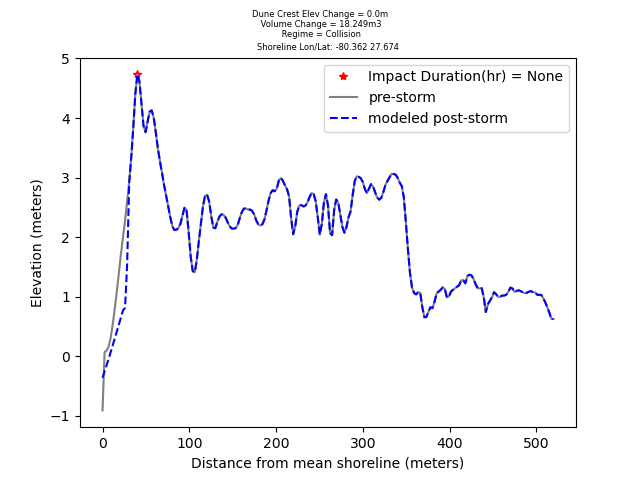 Dune Crest Elev Change = 0.0m
Volume Change = 18.249m3
Regime = Collision
Shoreline Lon/Lat: -80.362 27.674
Impact Duration(hr) = None
pre-storm
modeled post-storm
Elevation (meters)
5
4
3
2
1
0
−1
0 100 200 300 400 500
Distance from mean shoreline (meters)